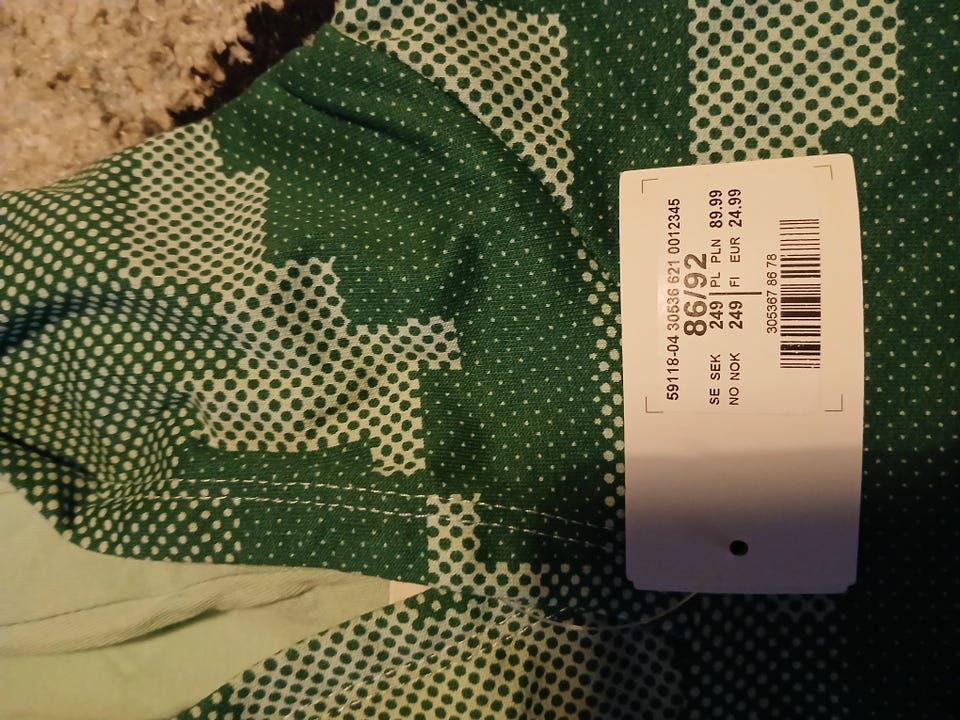 59118-04 30536 621 0012345
86/92
SE SEK 249 PL PLN 89.99
NO NOK 249 FI EUR 24.99
305367 86 78